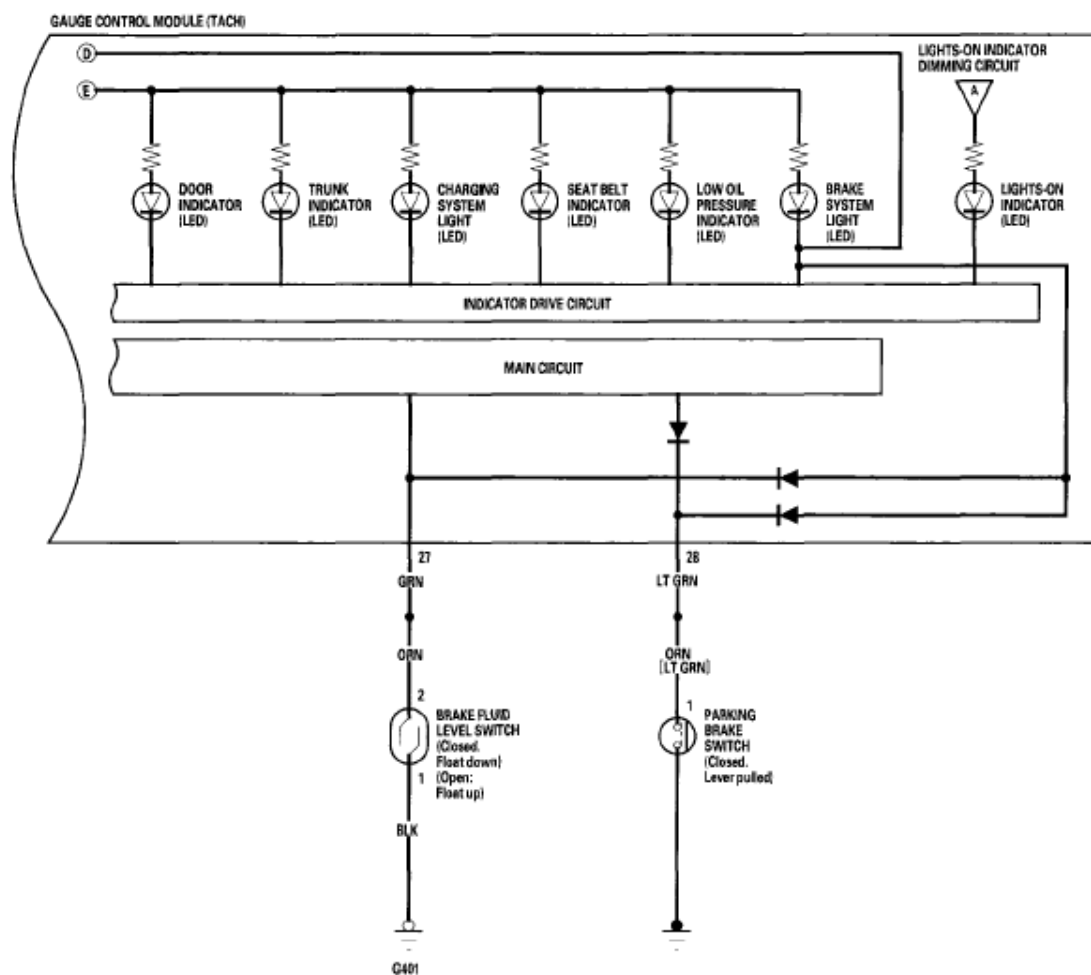 GAUGE CONTROL MODULE (TACH)
D
LIGHTS-ON INDICATOR
DIMMING CIRCUIT
E
A
DOOR
INDICATOR
(LED)
TRUNK
INDICATOR
(LED)
CHARGING
SYSTEM
LIGHT
(LED)
SEAT BELT
INDICATOR
(LED)
LOW OIL
PRESSURE
INDICATOR
(LED)
BRAKE
SYSTEM
LIGHT
(LED)
LIGHTS-ON
INDICATOR
(LED)
INDICATOR DRIVE CIRCUIT
MAIN CIRCUIT
27
GRN
28
LT GRN
ORN
ORN
[LT GRN]
2
BRAKE FLUID
LEVEL SWITCH
(Closed.
Float down)
(Open:
Float up)
1
1
PARKING
BRAKE
SWITCH
(Closed.
Lever pulled)
BLK
G401